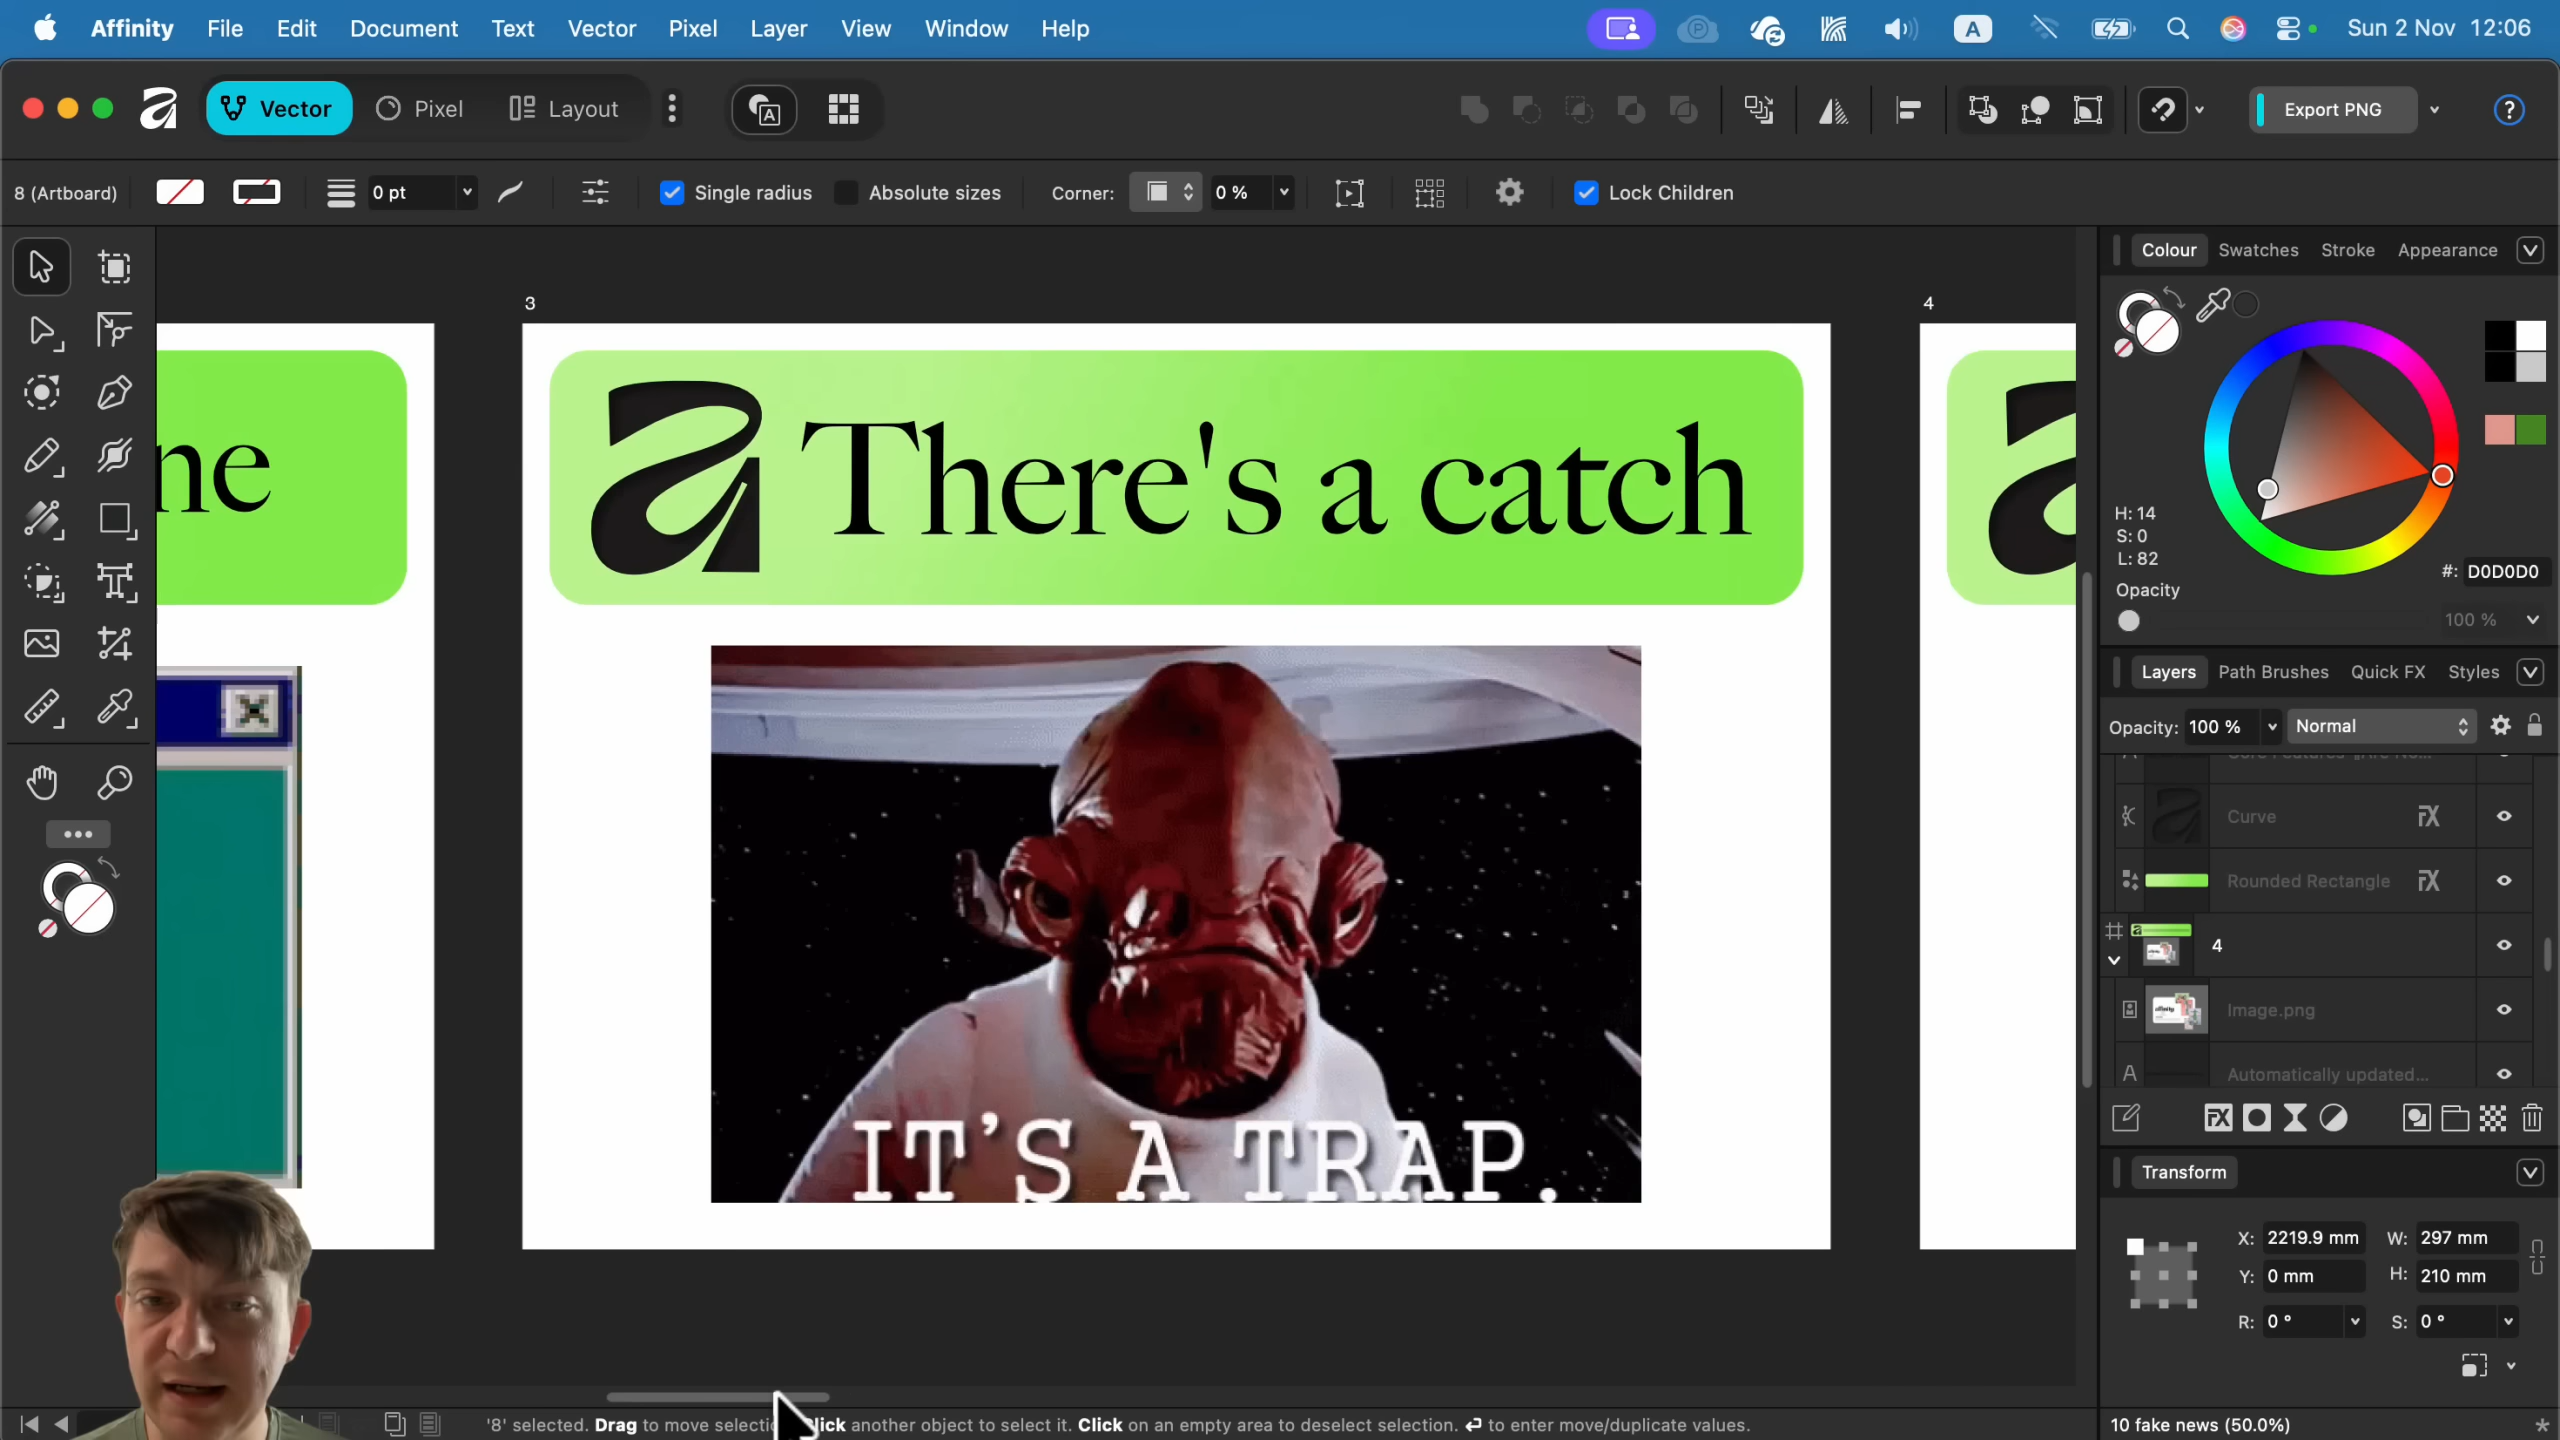 Affinity File Edit Document Text Vector Pixel Layer View Window Help A Sun 2 Nov 12:06
Vector Pixel Layout A Export PNG ?
8 (Artboard) 0 pt Single radius Absolute sizes Corner: 0 % Lock Children
Colour Swatches Stroke Appearance
3 4
ne
There's a catch
H: 14
S: 0
L: 82
#: D0D0D0
Opacity
100 %
Layers Path Brushes Quick FX Styles
Opacity: 100 % Normal
Curve
Rounded Rectangle
4
Image.png
Automatically updated...
IT'S A TRAP.
Transform
X: 2219.9 mm W: 297 mm
Y: 0 mm H: 210 mm
R: 0 ° S: 0 °
'8' selected. Drag to move selectio Click another object to select it. Click on an empty area to deselect selection. ↵ to enter move/duplicate values.
10 fake news (50.0%) *